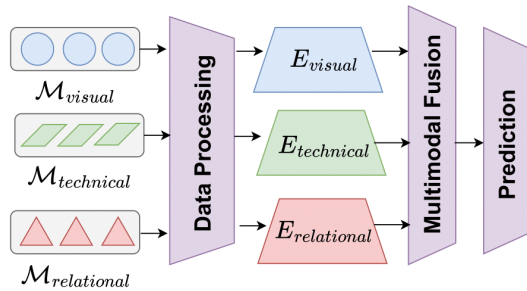 M_visual
M_technical
M_relational
Data Processing
E_visual
E_technical
E_relational
Multimodal Fusion
Prediction